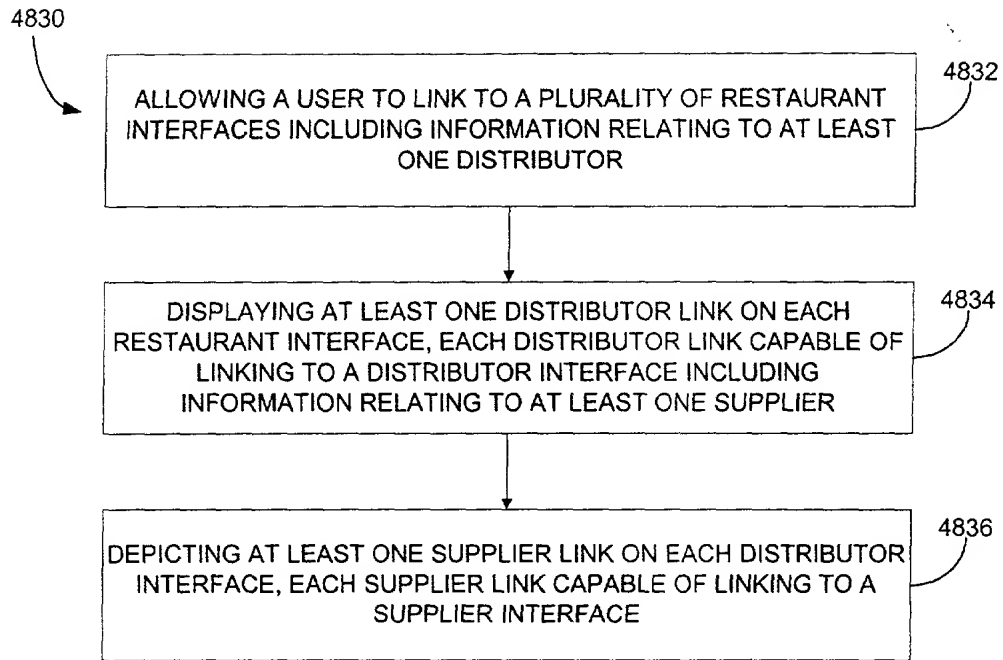 4830
4832
ALLOWING A USER TO LINK TO A PLURALITY OF RESTAURANT
INTERFACES INCLUDING INFORMATION RELATING TO AT LEAST
ONE DISTRIBUTOR
4834
DISPLAYING AT LEAST ONE DISTRIBUTOR LINK ON EACH
RESTAURANT INTERFACE, EACH DISTRIBUTOR LINK CAPABLE OF
LINKING TO A DISTRIBUTOR INTERFACE INCLUDING
INFORMATION RELATING TO AT LEAST ONE SUPPLIER
4836
DEPICTING AT LEAST ONE SUPPLIER LINK ON EACH DISTRIBUTOR
INTERFACE, EACH SUPPLIER LINK CAPABLE OF LINKING TO A
SUPPLIER INTERFACE